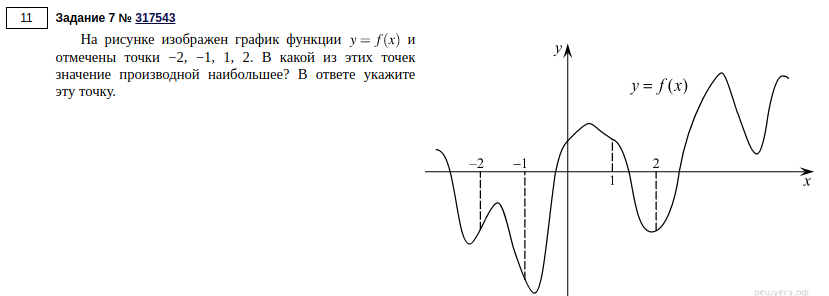 11
Задание 7 № 317543
На рисунке изображен график функции y = f(x) и
отмечены точки −2, −1, 1, 2. В какой из этих точек
значение производной наибольшее? В ответе укажите
эту точку.
y
y = f(x)
−2 −1 2
1
x
решуегэ.рф